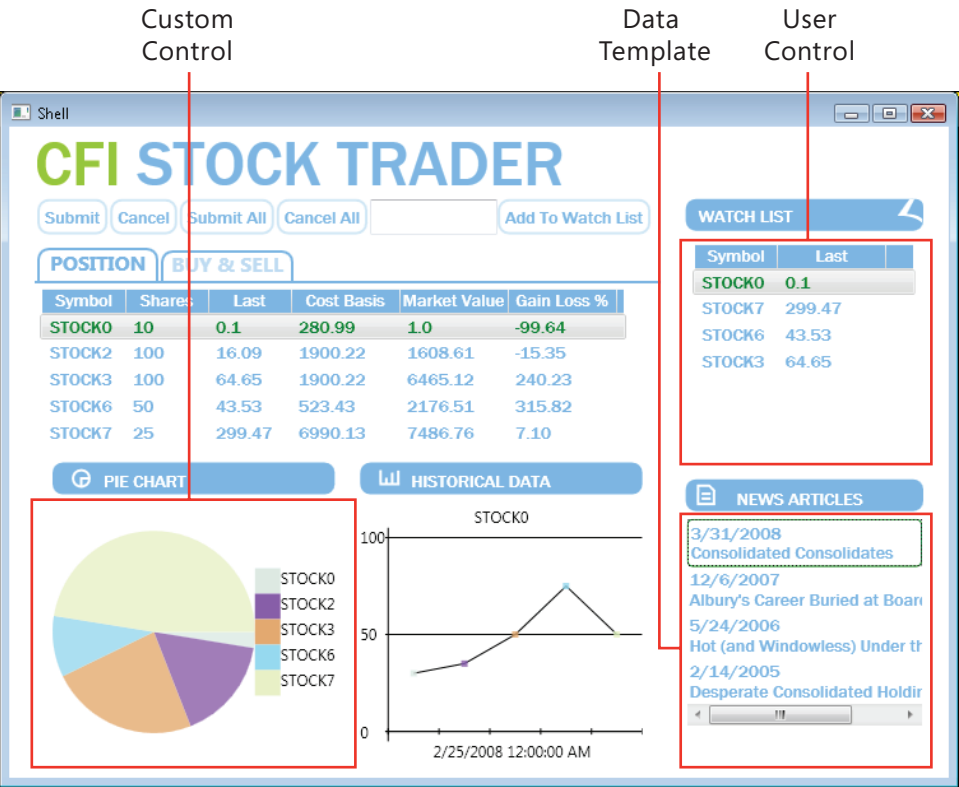 Custom Control
Data Template
User Control
Shell
CFI STOCK TRADER
Submit Cancel Submit All Cancel All Add To Watch List
POSITION BUY & SELL
Symbol Shares Last Cost Basis Market Value Gain Loss %
STOCK0 10 0.1 280.99 1.0 -99.64
STOCK2 100 16.09 1900.22 1608.61 -15.35
STOCK3 100 64.65 1900.22 6465.12 240.23
STOCK6 50 43.53 523.43 2176.51 315.82
STOCK7 25 299.47 6990.13 7486.76 7.10
WATCH LIST
Symbol Last
STOCK0 0.1
STOCK7 299.47
STOCK6 43.53
STOCK3 64.65
PIE CHART
STOCK0
STOCK2
STOCK3
STOCK6
STOCK7
HISTORICAL DATA
STOCK0
100
50
0
2/25/2008 12:00:00 AM
NEWS ARTICLES
3/31/2008
Consolidated Consolidates
12/6/2007
Albury's Career Buried at Board
5/24/2006
Hot (and Windowless) Under th
2/14/2005
Desperate Consolidated Holdin